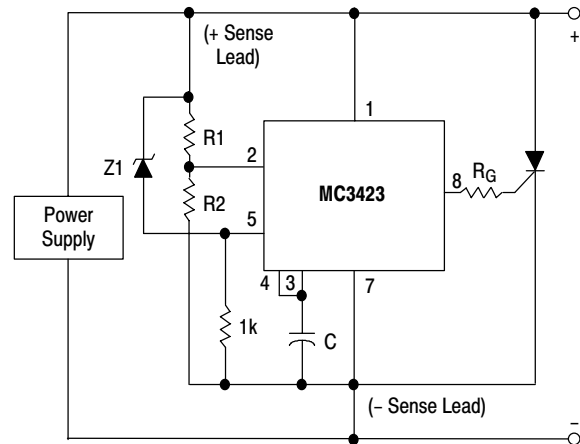 (+ Sense
Lead)
+
1
R1
Z1
2
MC3423
8
RG
R2
Power
Supply
5
4
3
7
1k
C
(– Sense Lead)
–